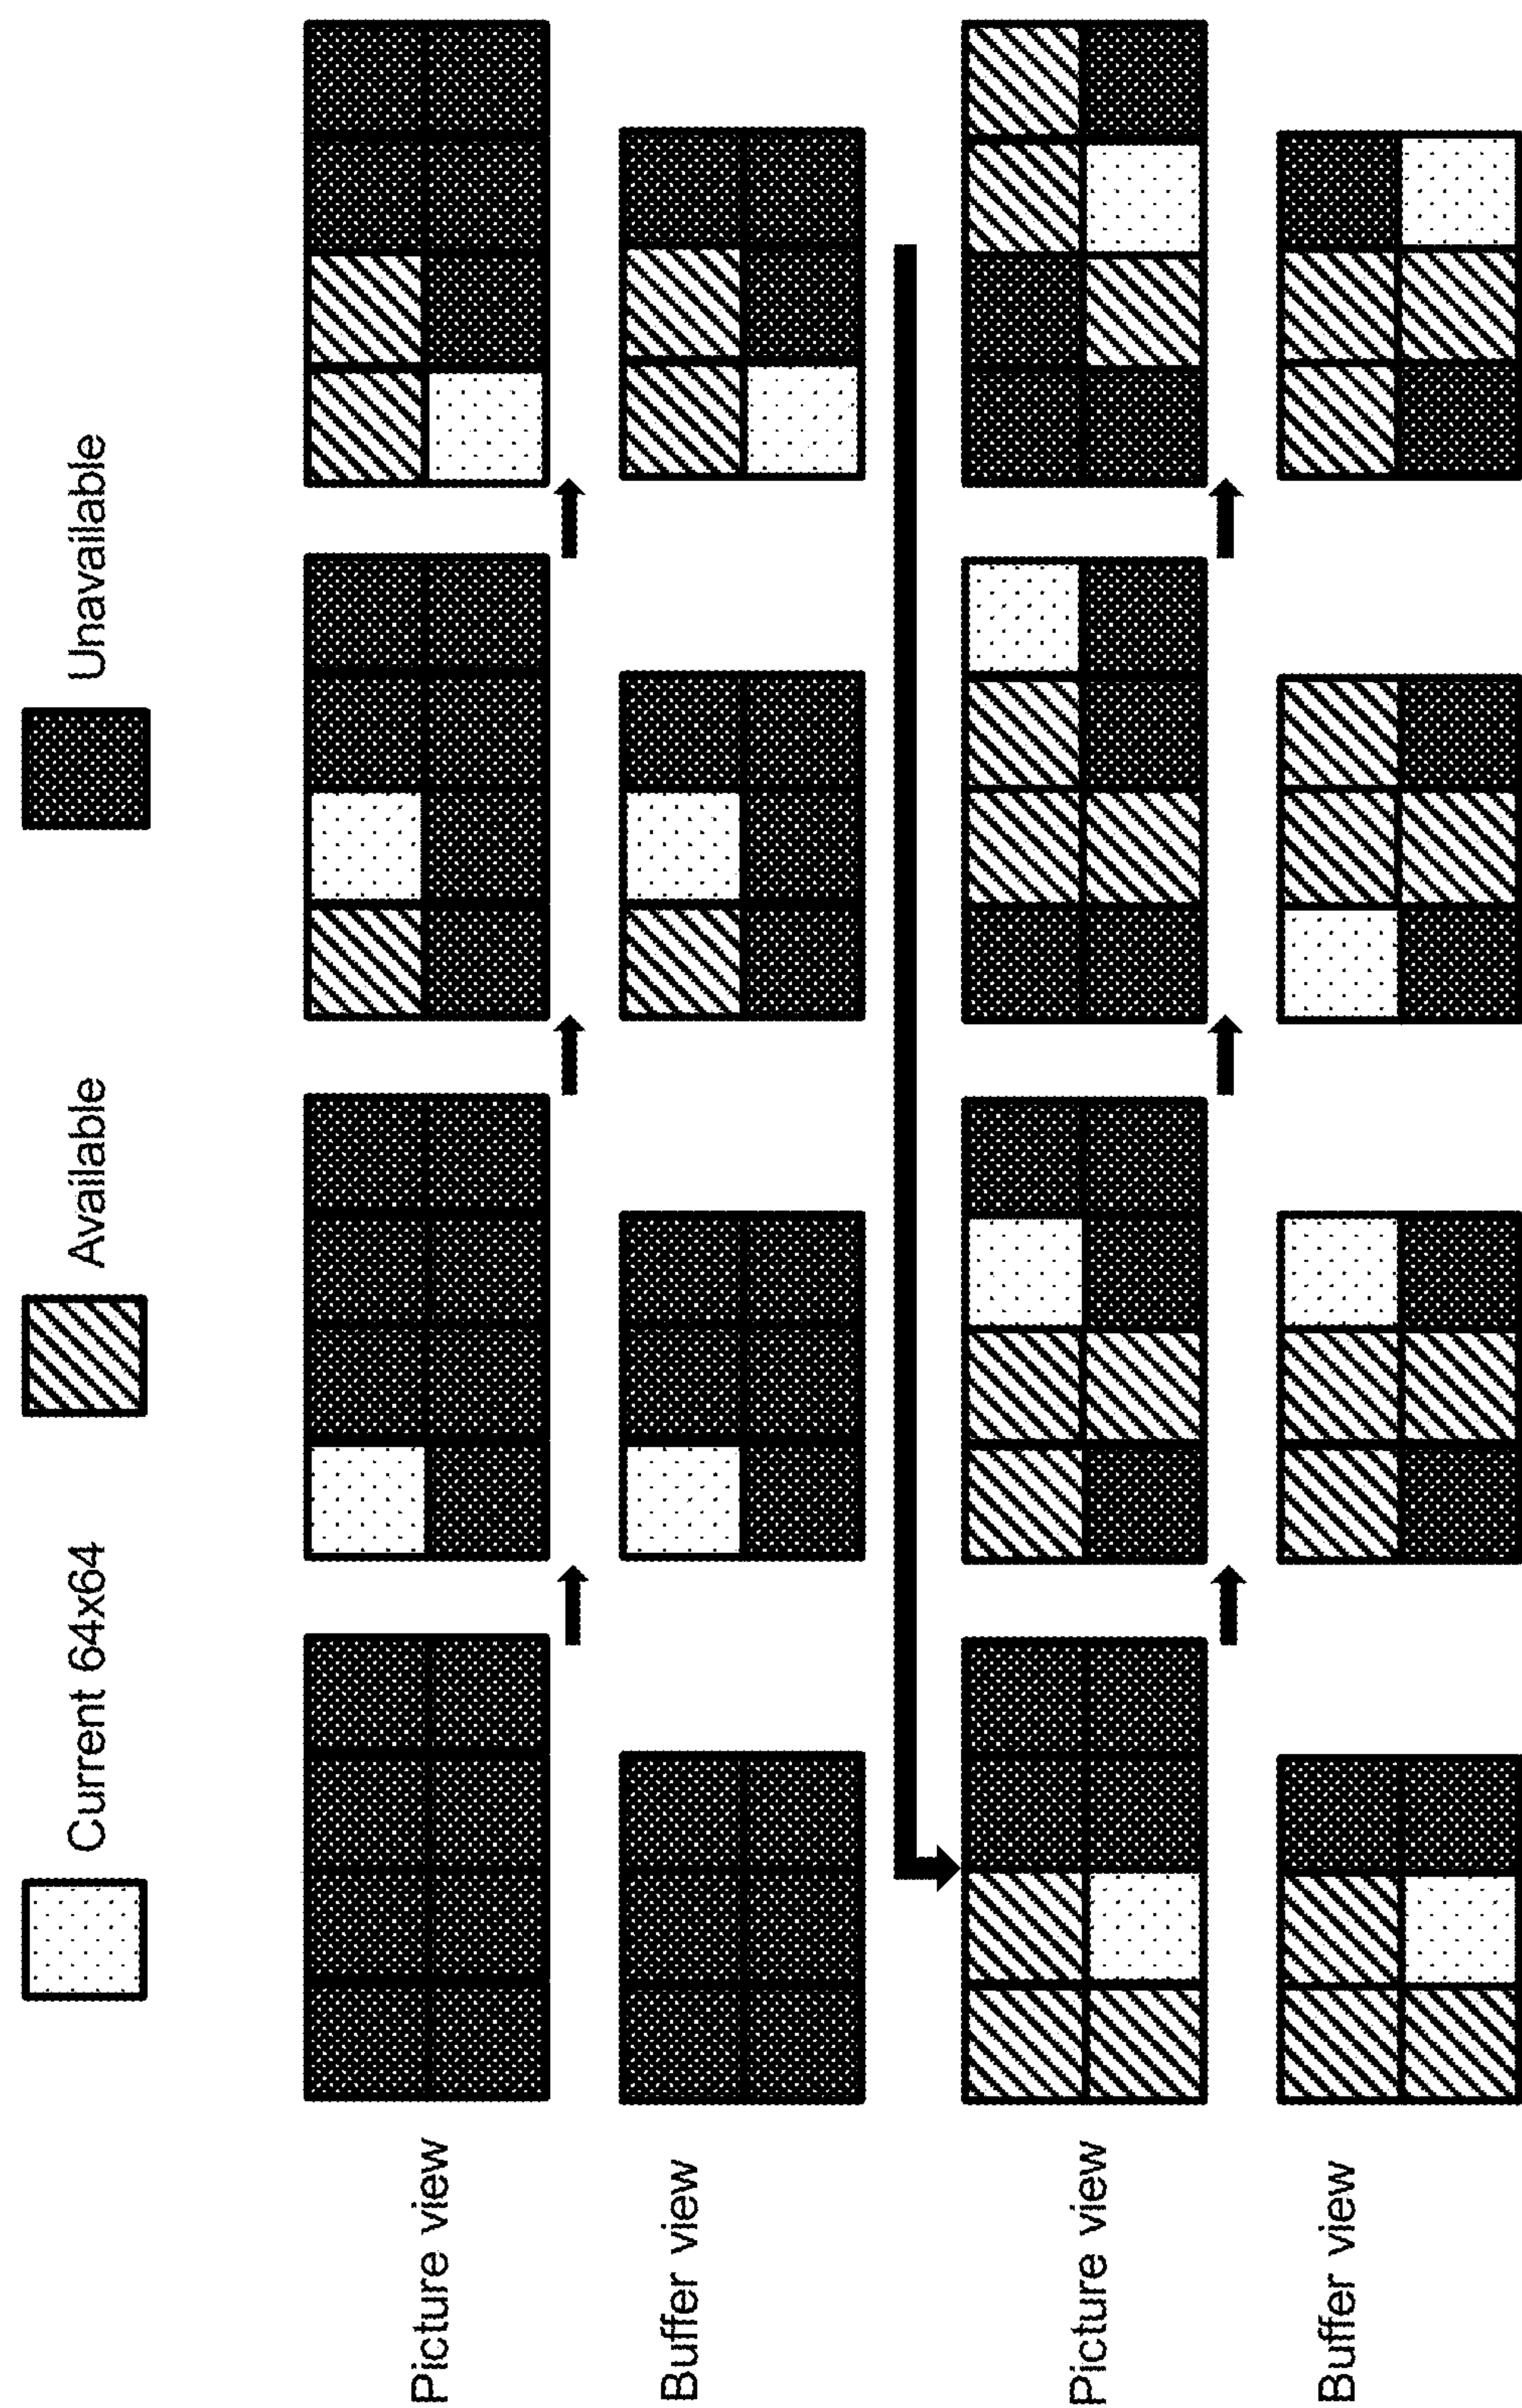 Current 64x64
Available
Unavailable
Picture view
Buffer view
Picture view
Buffer view